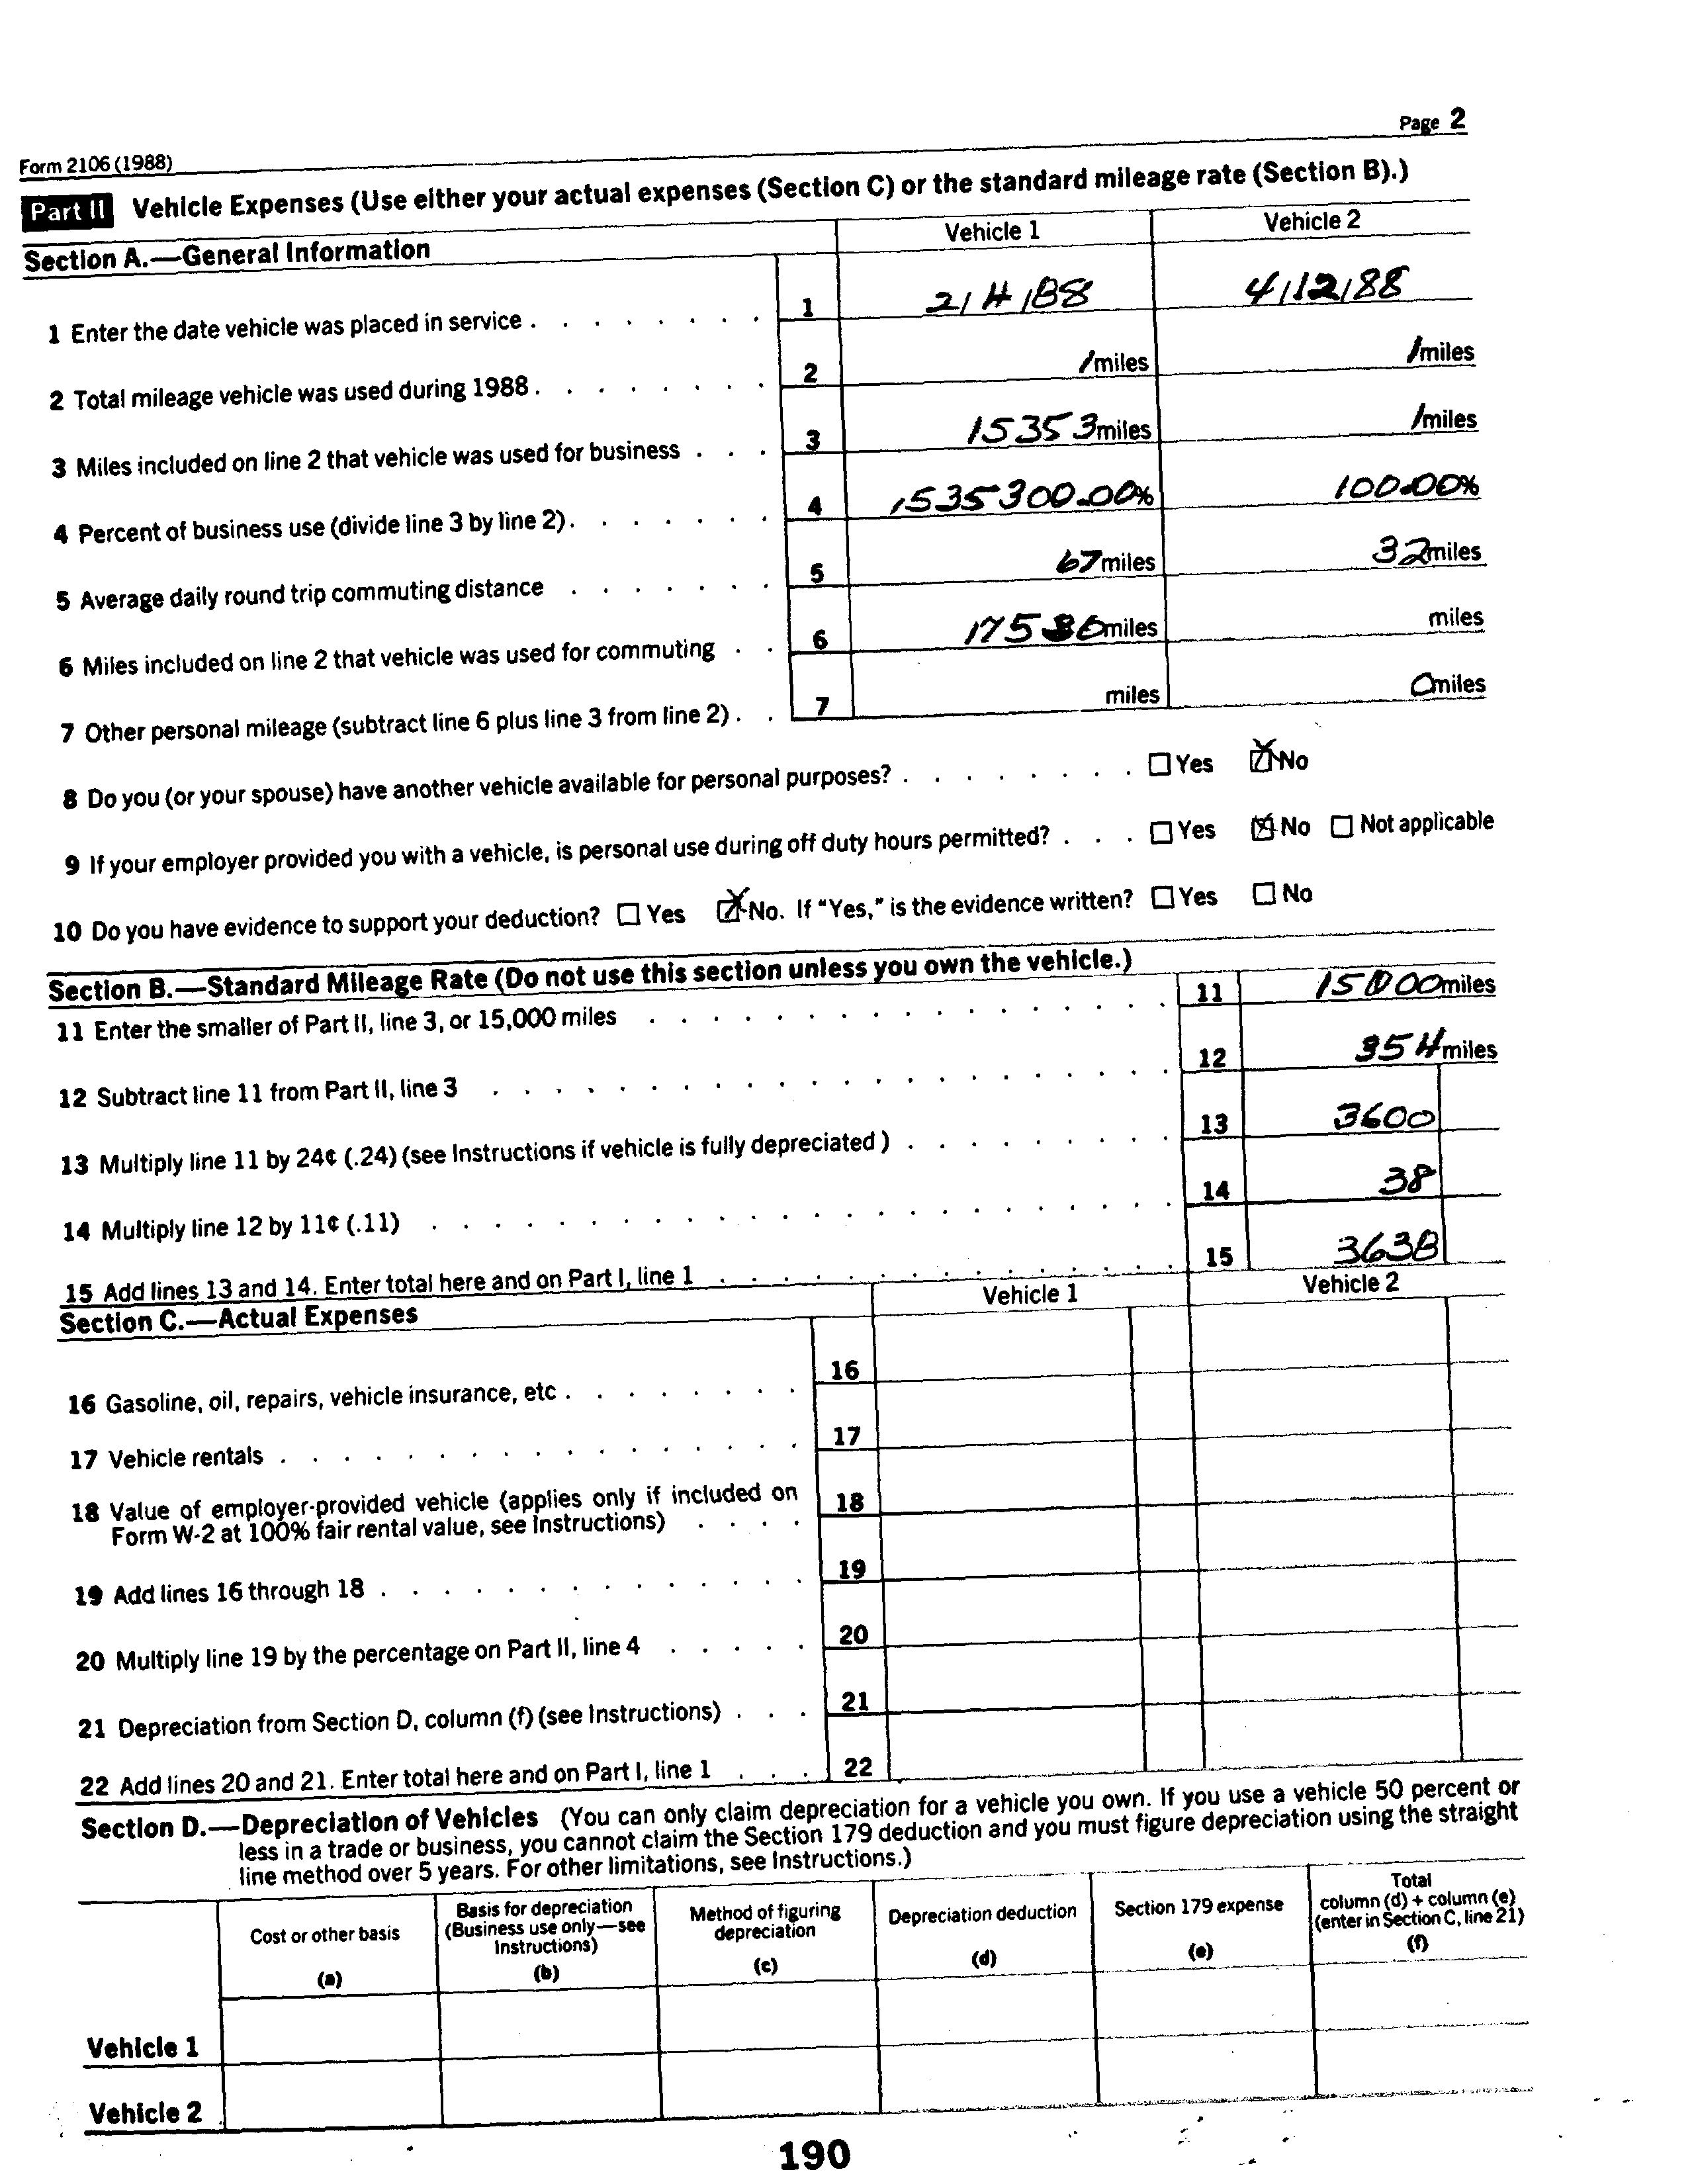 Form 2106 (1988) Page 2
Part II Vehicle Expenses (Use either your actual expenses (Section C) or the standard mileage rate (Section B).)
Section A.—General Information Vehicle 1 Vehicle 2
1 Enter the date vehicle was placed in service . . . . . . . . 1 2/4/88 4/12/88
2 Total mileage vehicle was used during 1988 . . . . . . . . 2 1 miles 1 miles
3 Miles included on line 2 that vehicle was used for business . . . 3 15353 miles 1 miles
4 Percent of business use (divide line 3 by line 2) . . . . . . . 4 1535300.00% 100.00%
5 Average daily round trip commuting distance . . . . . . . 5 67 miles 32 miles
6 Miles included on line 2 that vehicle was used for commuting . . 6 17536 miles miles
7 Other personal mileage (subtract line 6 plus line 3 from line 2) . . 7 miles 0 miles
8 Do you (or your spouse) have another vehicle available for personal purposes? . . . . . . . . ☐ Yes ☒ No
9 If your employer provided you with a vehicle, is personal use during off duty hours permitted? . . . ☐ Yes ☒ No ☐ Not applicable
10 Do you have evidence to support your deduction? ☐ Yes ☒ No. If "Yes," is the evidence written? ☐ Yes ☐ No
Section B.—Standard Mileage Rate (Do not use this section unless you own the vehicle.)
11 Enter the smaller of Part II, line 3, or 15,000 miles . . . . . . . . . . . . . . . . . 11 15000 miles
12 Subtract line 11 from Part II, line 3 . . . . . . . . . . . . . . . . . . . . . . 12 354 miles
13 Multiply line 11 by 24¢ (.24) (see Instructions if vehicle is fully depreciated ) . . . . . . . . . 13 3600
14 Multiply line 12 by 11¢ (.11) . . . . . . . . . . . . . . . . . . . . . . . . 14 38
15 Add lines 13 and 14. Enter total here and on Part I, line 1 . . . . . . . . . . . . . . . 15 3638
Section C.—Actual Expenses Vehicle 1 Vehicle 2
16 Gasoline, oil, repairs, vehicle insurance, etc . . . . . . . . 16
17 Vehicle rentals . . . . . . . . . . . . . . . . . 17
18 Value of employer-provided vehicle (applies only if included on
Form W-2 at 100% fair rental value, see Instructions) . . . . 18
19 Add lines 16 through 18 . . . . . . . . . . . . . . 19
20 Multiply line 19 by the percentage on Part II, line 4 . . . . . 20
21 Depreciation from Section D, column (f) (see Instructions) . . . 21
22 Add lines 20 and 21. Enter total here and on Part I, line 1 . . . 22
Section D.—Depreciation of Vehicles (You can only claim depreciation for a vehicle you own. If you use a vehicle 50 percent or
less in a trade or business, you cannot claim the Section 179 deduction and you must figure depreciation using the straight
line method over 5 years. For other limitations, see Instructions.)
Cost or other basis (a)
Basis for depreciation (Business use only—see Instructions) (b)
Method of figuring depreciation (c)
Depreciation deduction (d)
Section 179 expense (e)
Total column (d) + column (e) (enter in Section C, line 21) (f)
Vehicle 1
Vehicle 2
190